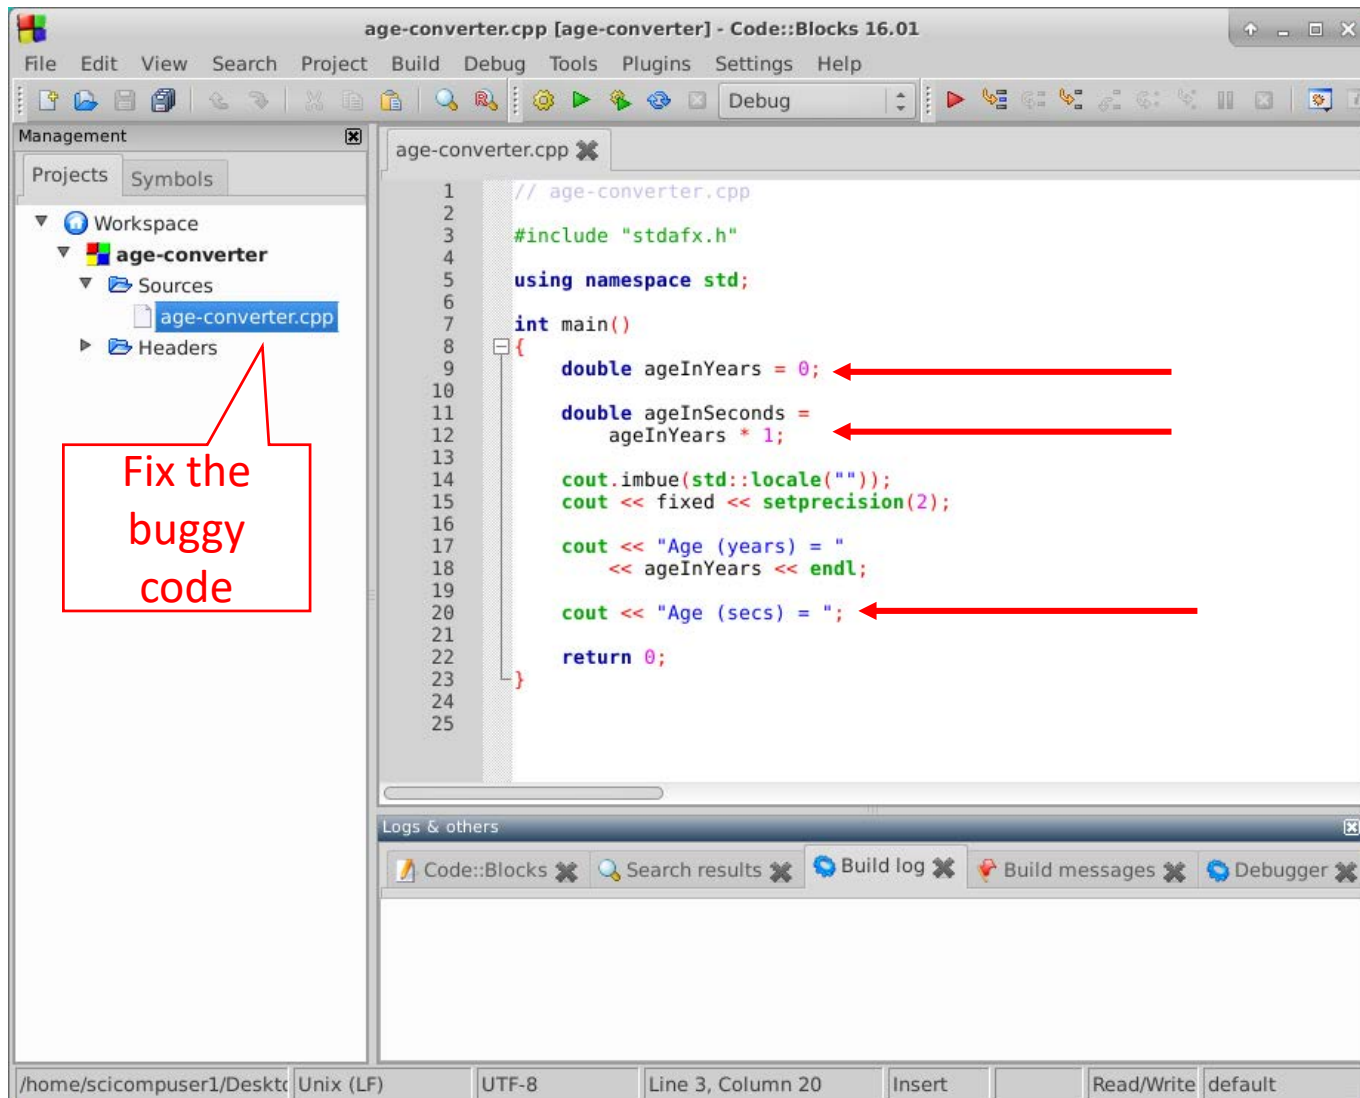 age-converter.cpp [age-converter] - Code::Blocks 16.01
File Edit View Search Project Build Debug Tools Plugins Settings Help
Debug
Management
Projects Symbols
Workspace
age-converter
Sources
age-converter.cpp
Headers
Fix the
buggy
code
age-converter.cpp
1 // age-converter.cpp
2
3 #include "stdafx.h"
4
5 using namespace std;
6
7 int main()
8 {
9 double ageInYears = 0;
10
11 double ageInSeconds =
12 ageInYears * 1;
13
14 cout.imbue(std::locale(""));
15 cout << fixed << setprecision(2);
16
17 cout << "Age (years) = "
18 << ageInYears << endl;
19
20 cout << "Age (secs) = ";
21
22 return 0;
23 }
24
25
Logs & others
Code::Blocks Search results Build log Build messages Debugger
/home/scicompuser1/Deskto Unix (LF) UTF-8 Line 3, Column 20 Insert Read/Write default